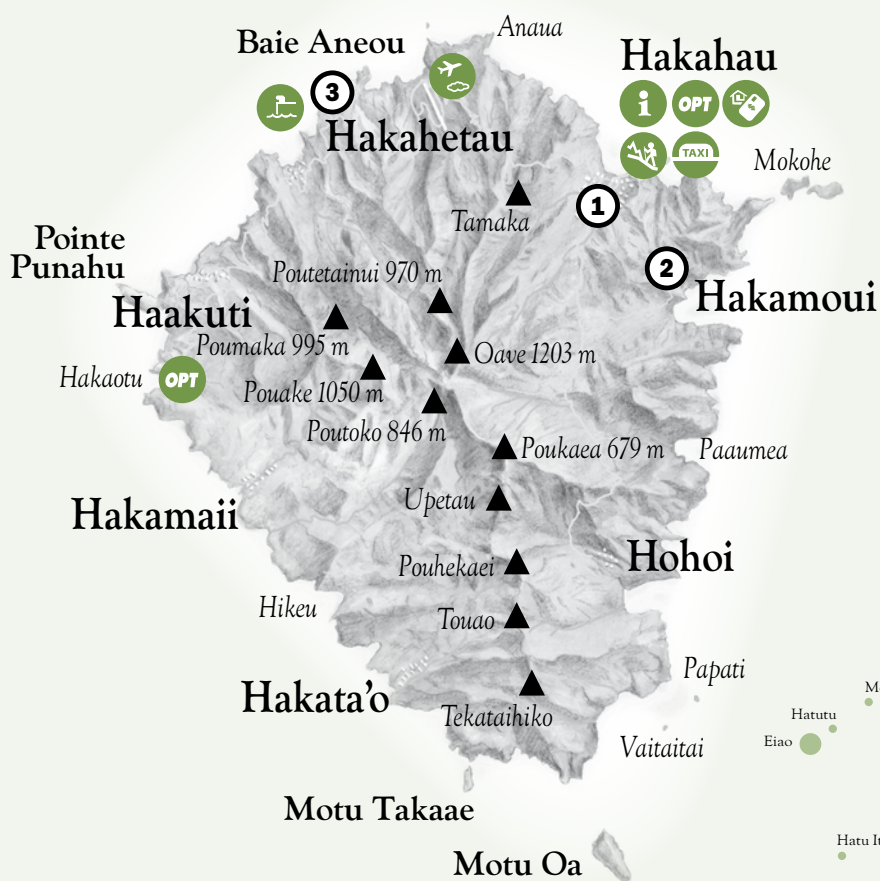 Anaua
Baie Aneou
Hakahau
3
i
OPT
Hakahetau
TAXI
Mokohe
Tamaka
1
Pointe
Punahu
2
Poutetainui 970 m
Hakamoui
Haakuti
Poumaka 995 m
Oave 1203 m
Hakaotu
OPT
Pouake 1050 m
Poutoko 846 m
Poukaea 679 m
Paaumea
Upetau
Hakamaii
Hohoi
Pouhekaei
Hikeu
Touao
Papati
Hakata’o
Tekataihiko
Hatutu
Eiao
Vaitaitai
Motu Takaae
Motu Oa